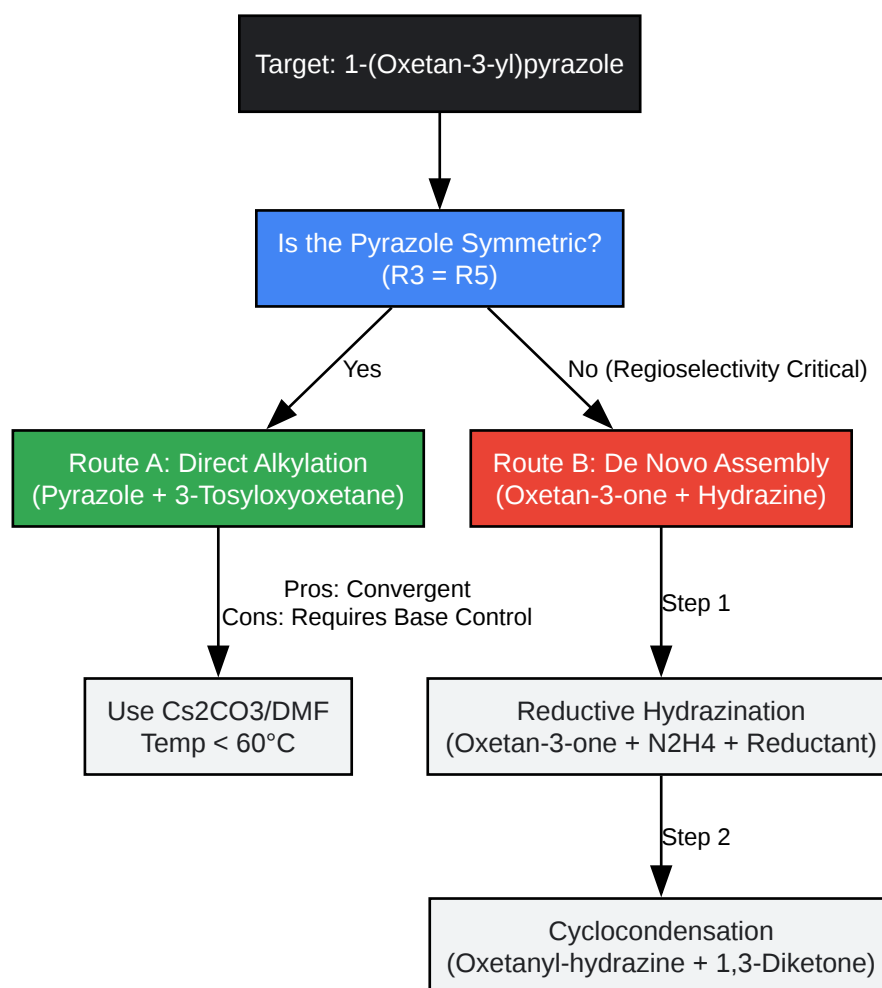 Target: 1-(Oxetan-3-yl)pyrazole
Is the Pyrazole Symmetric?
(R3 = R5)
Yes
No (Regioselectivity Critical)
Route A: Direct Alkylation
(Pyrazole + 3-Tosyloxyoxetane)
Route B: De Novo Assembly
(Oxetan-3-one + Hydrazine)
Pros: Convergent
Cons: Requires Base Control
Step 1
Use Cs2CO3/DMF
Temp < 60°C
Reductive Hydrazination
(Oxetan-3-one + N2H4 + Reductant)
Step 2
Cyclocondensation
(Oxetanyl-hydrazine + 1,3-Diketone)